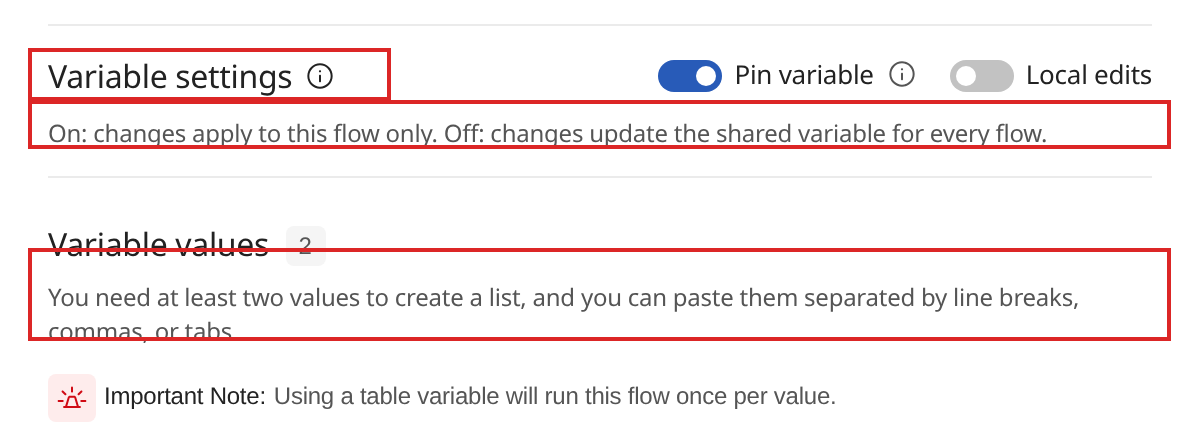 Variable settings Pin variable Local edits
On: changes apply to this flow only. Off: changes update the shared variable for every flow.
Variable values 2
You need at least two values to create a list, and you can paste them separated by line breaks,
commas, or tabs.
Important Note: Using a table variable will run this flow once per value.